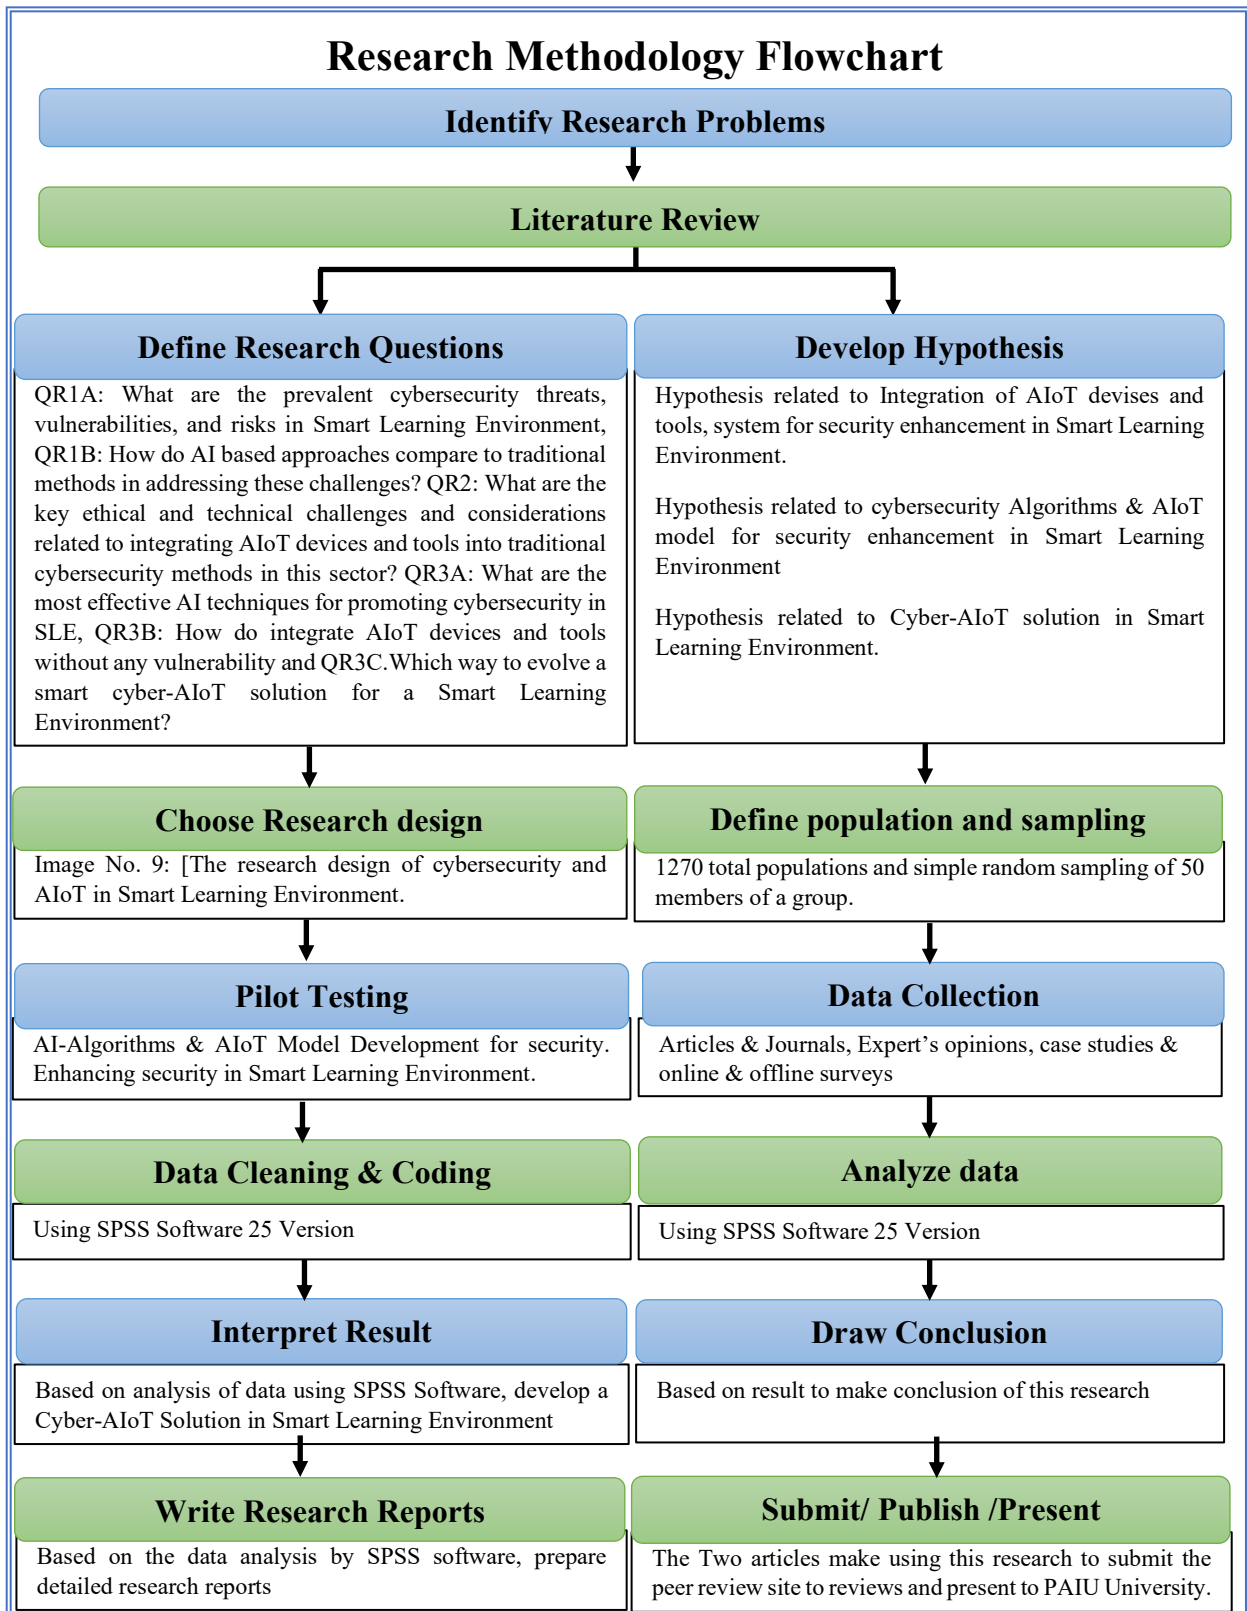 Research Methodology Flowchart
Identify Research Problems
Literature Review
Define Research Questions
QR1A: What are the prevalent cybersecurity threats,
vulnerabilities, and risks in Smart Learning Environment,
QR1B: How do AI based approaches compare to traditional
methods in addressing these challenges? QR2: What are the
key ethical and technical challenges and considerations
related to integrating AIoT devices and tools into traditional
cybersecurity methods in this sector? QR3A: What are the
most effective AI techniques for promoting cybersecurity in
SLE, QR3B: How do integrate AIoT devices and tools
without any vulnerability and QR3C.Which way to evolve a
smart cyber-AIoT solution for a Smart Learning
Environment?
Develop Hypothesis
Hypothesis related to Integration of AIoT devises and
tools, system for security enhancement in Smart Learning
Environment.
Hypothesis related to cybersecurity Algorithms & AIoT
model for security enhancement in Smart Learning
Environment
Hypothesis related to Cyber-AIoT solution in Smart
Learning Environment.
Choose Research design
Image No. 9: [The research design of cybersecurity and
AIoT in Smart Learning Environment.
Define population and sampling
1270 total populations and simple random sampling of 50
members of a group.
Pilot Testing
AI-Algorithms & AIoT Model Development for security.
Enhancing security in Smart Learning Environment.
Data Collection
Articles & Journals, Expert’s opinions, case studies &
online & offline surveys
Data Cleaning & Coding
Using SPSS Software 25 Version
Analyze data
Using SPSS Software 25 Version
Interpret Result
Based on analysis of data using SPSS Software, develop a
Cyber-AIoT Solution in Smart Learning Environment
Draw Conclusion
Based on result to make conclusion of this research
Write Research Reports
Based on the data analysis by SPSS software, prepare
detailed research reports
Submit/ Publish /Present
The Two articles make using this research to submit the
peer review site to reviews and present to PAIU University.